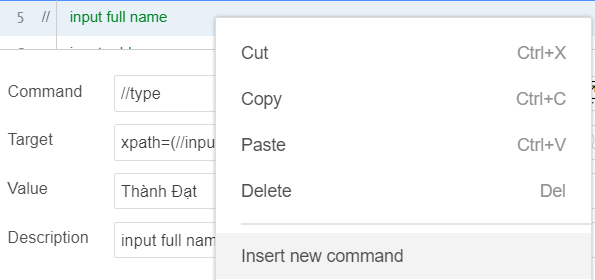 5 // input full name
Cut Ctrl+X
Command //type
Copy Ctrl+C
Target xpath=(//inpu
Paste Ctrl+V
Value Thành Đạt
Delete Del
Description input full nam
Insert new command